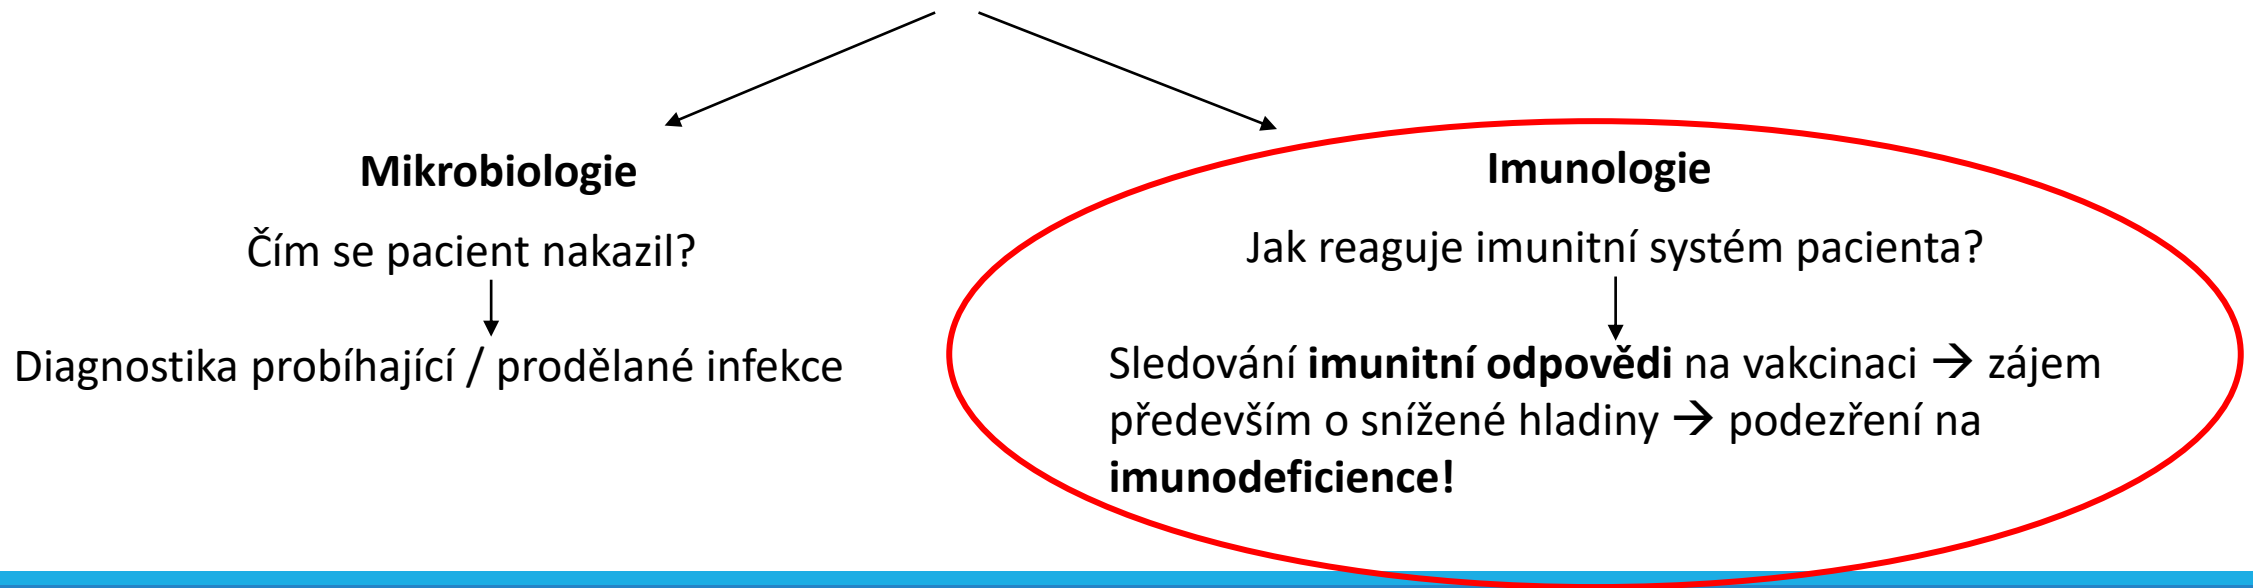 Mikrobiologie
Čím se pacient nakazil?
Diagnostika probíhající / prodělané infekce
Imunologie
Jak reaguje imunitní systém pacienta?
Sledování imunitní odpovědi na vakcinaci → zájem
především o snížené hladiny → podezření na
imunodeficience!